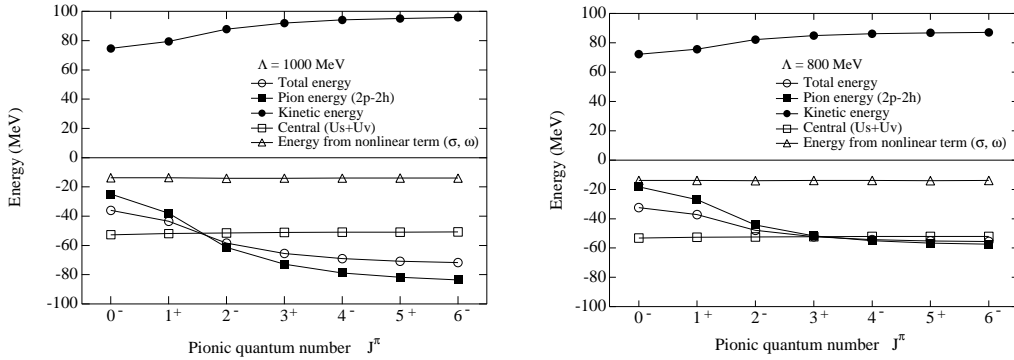 100
80
60
40
20
0
-20
-40
-60
-80
-100
Energy (MeV)
Λ = 1000 MeV
Total energy
Pion energy (2p-2h)
Kinetic energy
Central (Us+Uv)
Energy from nonlinear term (σ, ω)
0⁻ 1⁺ 2⁻ 3⁺ 4⁻ 5⁺ 6⁻
Pionic quantum number J^π
100
80
60
40
20
0
-20
-40
-60
-80
-100
Energy (MeV)
Λ = 800 MeV
Total energy
Pion energy (2p-2h)
Kinetic energy
Central (Us+Uv)
Energy from nonlinear term (σ, ω)
0⁻ 1⁺ 2⁻ 3⁺ 4⁻ 5⁺ 6⁻
Pionic quantum number J^π